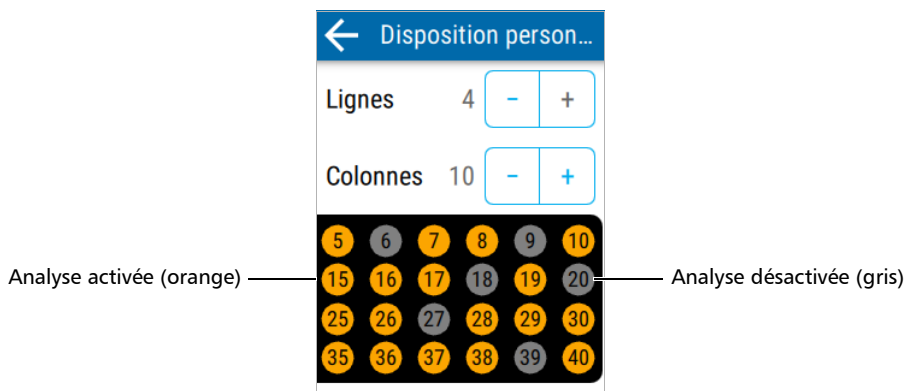 Disposition person...
Lignes 4 - +
Colonnes 10 - +
5 6 7 8 9 10
Analyse activée (orange) 15 16 17 18 19 20 Analyse désactivée (gris)
25 26 27 28 29 30
35 36 37 38 39 40